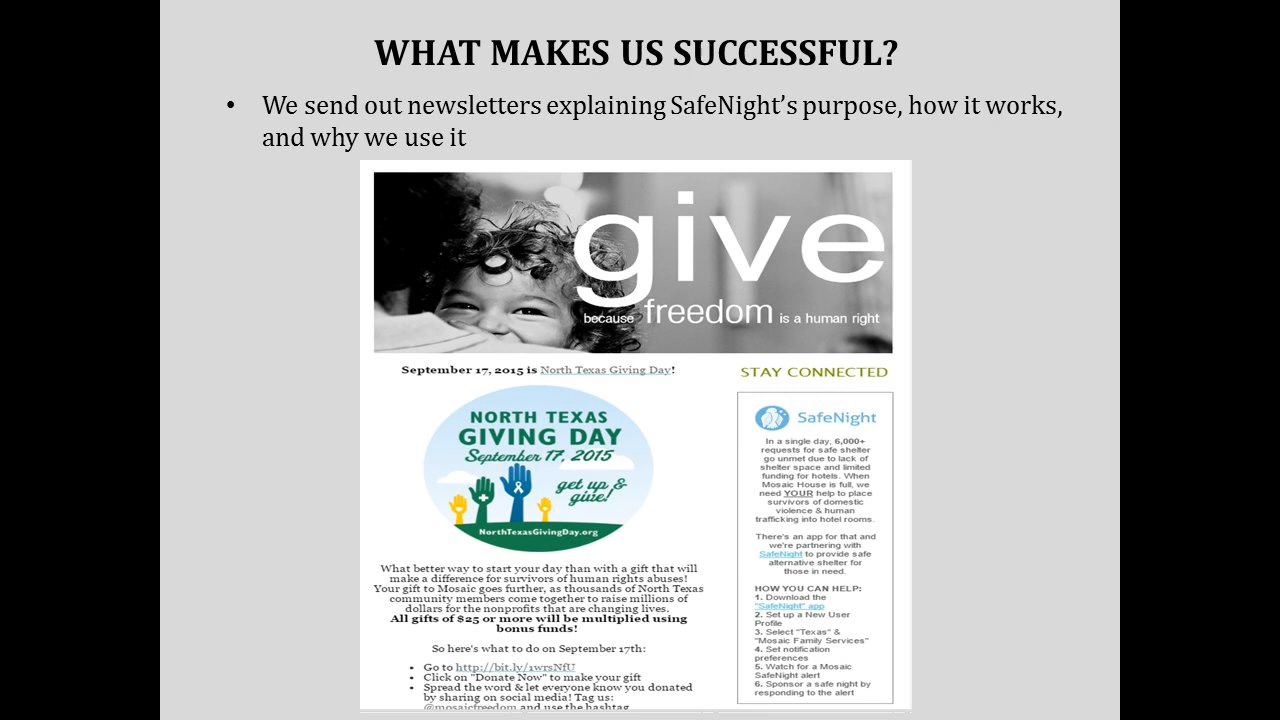 WHAT MAKES US SUCCESSFUL?
• We send out newsletters explaining SafeNight’s purpose, how it works,
and why we use it
give
because freedom is a human right
September 17, 2015 is North Texas Giving Day!
NORTH TEXAS
GIVING DAY
September 17, 2015
get up &
give!
NorthTexasGivingDay.org
What better way to start your day than with a gift that will
make a difference for survivors of human rights abuses!
Your gift to Mosaic goes further, as thousands of North Texas
community members come together to raise millions of
dollars for the nonprofits that are changing lives.
All gifts of $25 or more will be multiplied using
bonus funds!
So here's what to do on September 17th:
• Go to http://bit.ly/1wrsNfU
• Click on "Donate Now" to make your gift
• Spread the word & let everyone know you donated
by sharing on social media! Tag us:
@mosaicfreedom and use the hashtag
STAY CONNECTED
SafeNight
In a single day, 6,000+
requests for safe shelter
go unmet due to lack of
shelter space and limited
funding for hotels. When
Mosaic House is full, we
need YOUR help to place
survivors of domestic
violence & human
trafficking into hotel rooms.
There's an app for that and
we're partnering with
SafeNight to provide safe
alternative shelter for
those in need.
HOW YOU CAN HELP:
1. Download the
"SafeNight" app
2. Set up a New User
Profile
3. Select "Texas" &
"Mosaic Family Services"
4. Set notification
preferences
5. Watch for a Mosaic
SafeNight alert
6. Sponsor a safe night by
responding to the alert